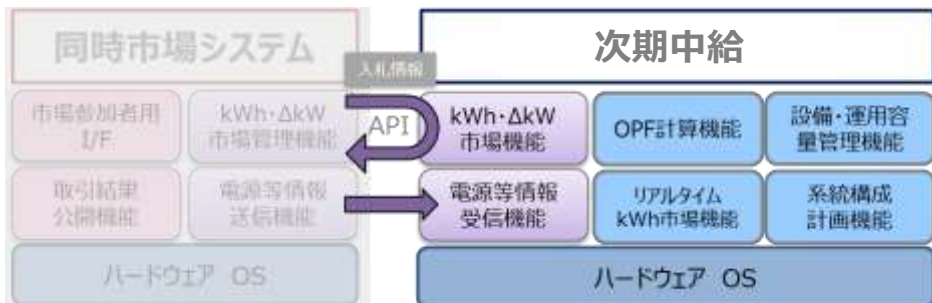 同時市場システム
次期中給
入札情報
市場参加者用
I/F
kWh・ΔkW
市場管理機能
API
kWh・ΔkW
市場機能
OPF計算機能
設備・運用容
量管理機能
取引結果
公開機能
電源等情報
送信機能
電源等情報
受信機能
リアルタイム
kWh市場機能
系統構成
計画機能
ハードウェア OS
ハードウェア OS